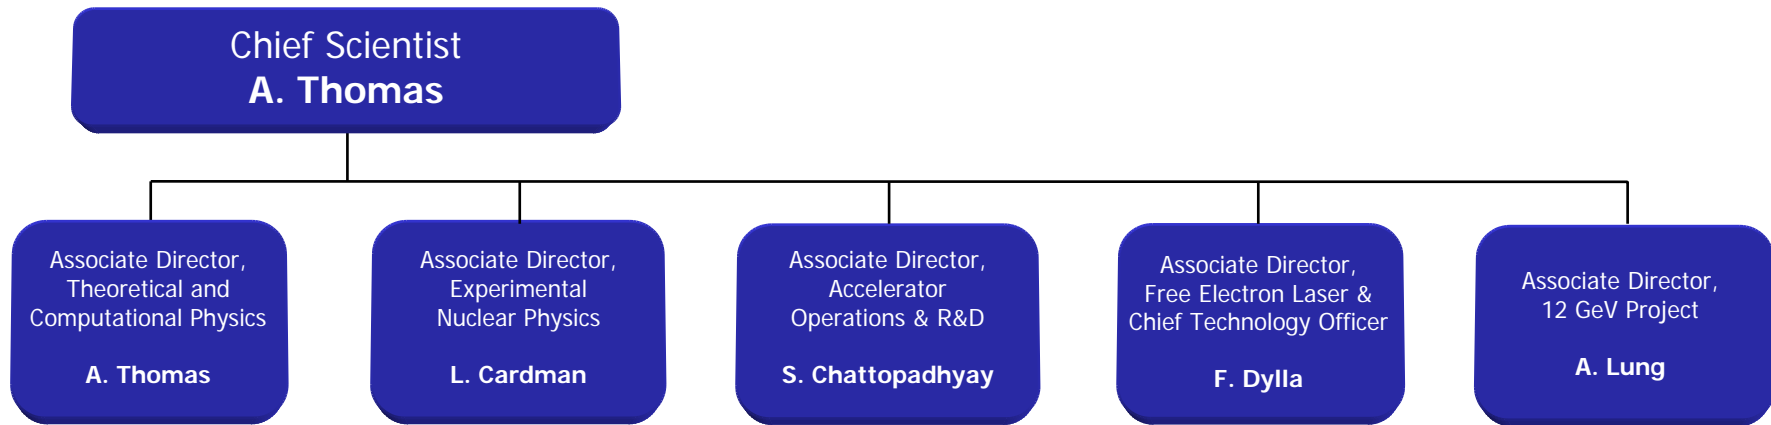 Chief Scientist
A. Thomas
Associate Director,
Theoretical and
Computational Physics
A. Thomas
Associate Director,
Experimental
Nuclear Physics
L. Cardman
Associate Director,
Accelerator
Operations & R&D
S. Chattopadhyay
Associate Director,
Free Electron Laser &
Chief Technology Officer
F. Dylla
Associate Director,
12 GeV Project
A. Lung